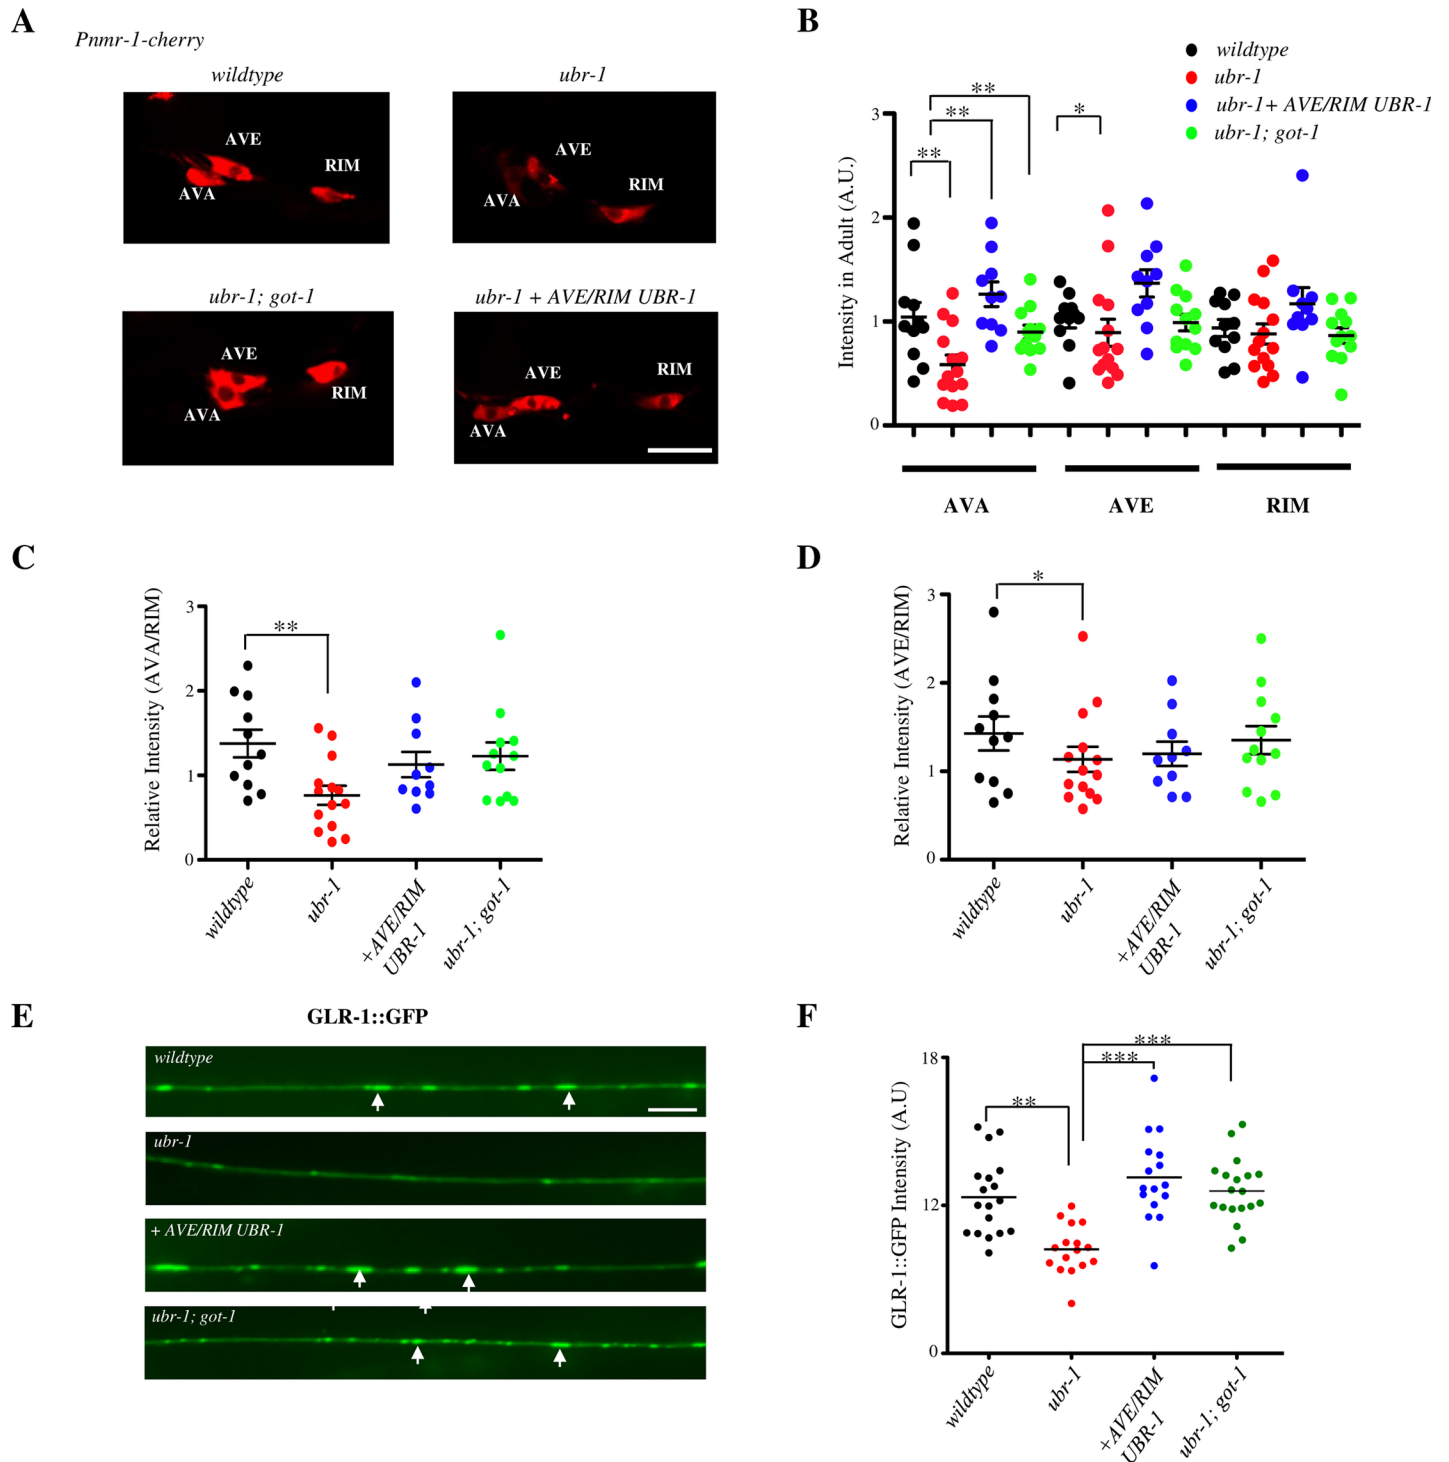 A
Pnmr-1-cherry
wildtype
AVE
RIM
AVA
ubr-1
AVE
RIM
AVA
ubr-1; got-1
AVE
RIM
AVA
ubr-1 + AVE/RIM UBR-1
AVE
RIM
AVA
B
wildtype
ubr-1
ubr-1+ AVE/RIM UBR-1
ubr-1; got-1
Intensity in Adult (A.U.)
3
2
1
0
**
**
**
*
AVA
AVE
RIM
C
Relative Intensity (AVA/RIM)
3
2
1
0
**
wildtype
ubr-1
+AVE/RIM
UBR-1
ubr-1; got-1
D
Relative Intensity (AVE/RIM)
3
2
1
0
*
wildtype
ubr-1
+AVE/RIM
UBR-1
ubr-1; got-1
E
GLR-1::GFP
wildtype
ubr-1
+ AVE/RIM UBR-1
ubr-1; got-1
F
GLR-1::GFP Intensity (A.U)
18
12
0
**
***
***
wildtype
ubr-1
+AVE/RIM
UBR-1
ubr-1; got-1